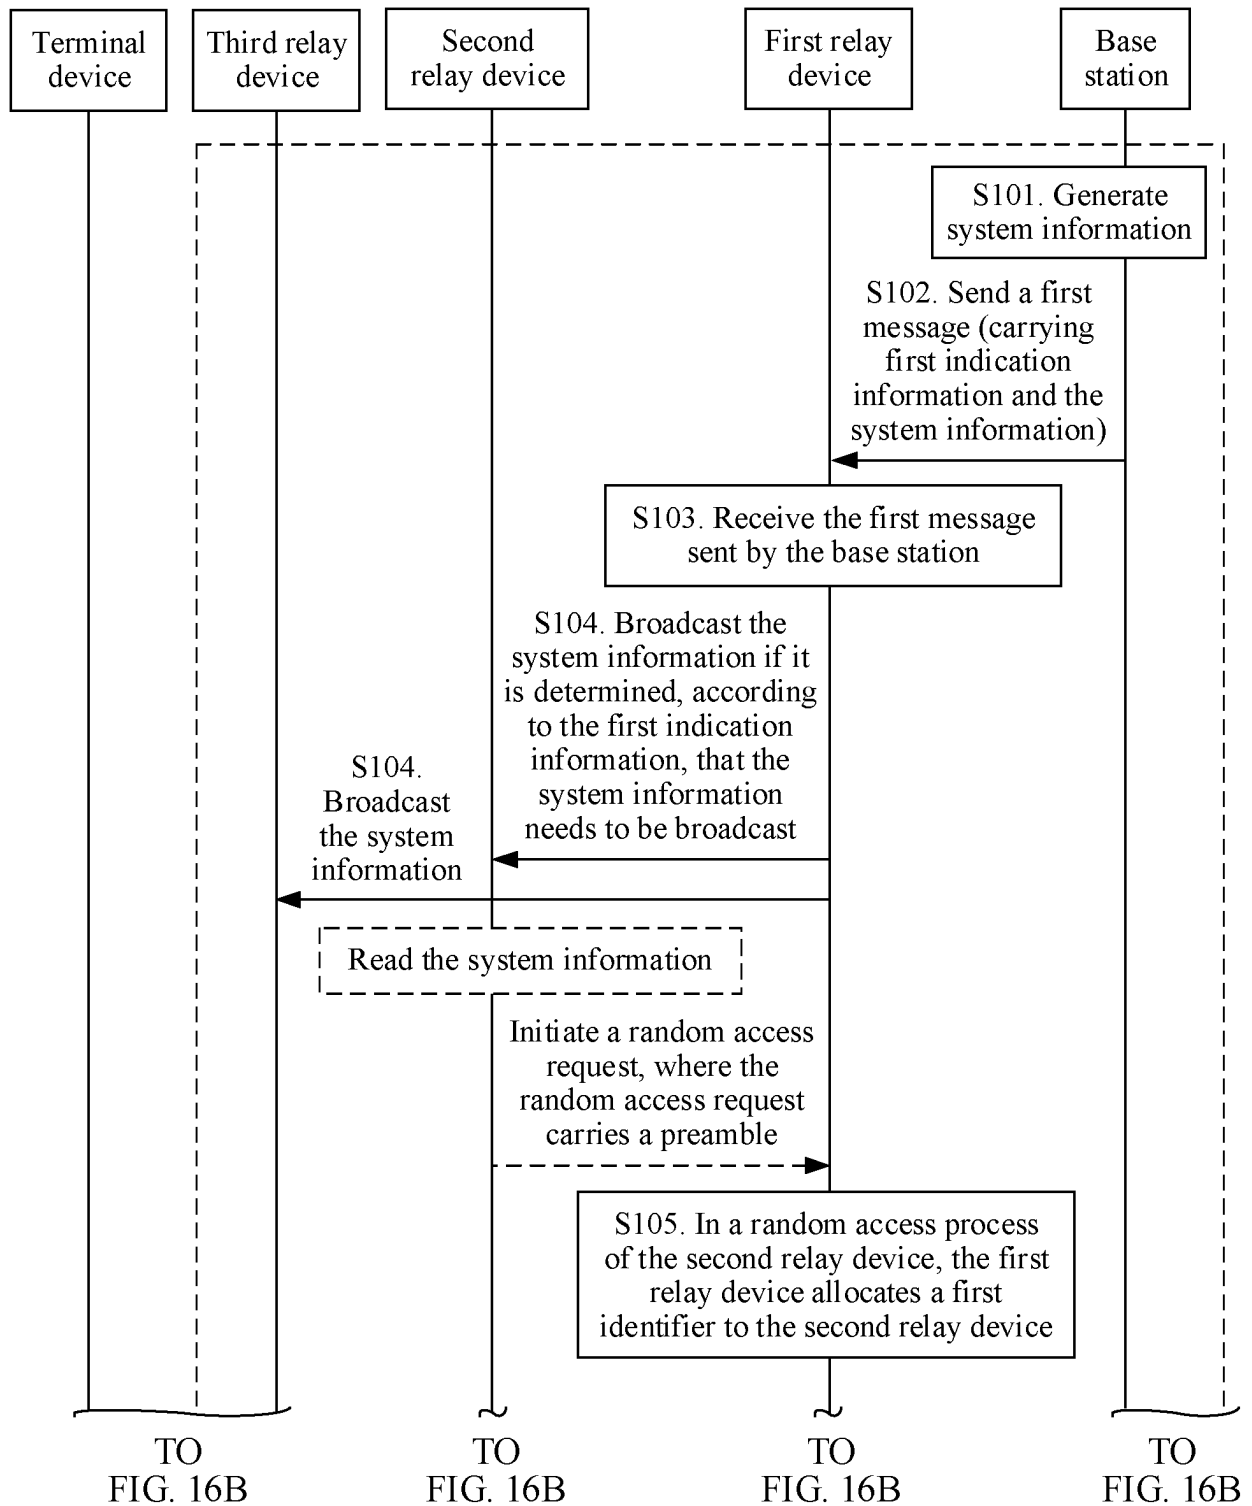 Terminal
device
Third relay
device
Second
relay device
First relay
device
Base
station
S101. Generate
system information
S102. Send a first
message (carrying
first indication
information and the
system information)
S103. Receive the first message
sent by the base station
S104. Broadcast the
system information if it
is determined, according
to the first indication
information, that the
system information
needs to be broadcast
S104.
Broadcast
the system
information
Read the system information
Initiate a random access
request, where the
random access request
carries a preamble
S105. In a random access process
of the second relay device, the first
relay device allocates a first
identifier to the second relay device
TO
FIG. 16B
TO
FIG. 16B
TO
FIG. 16B
TO
FIG. 16B